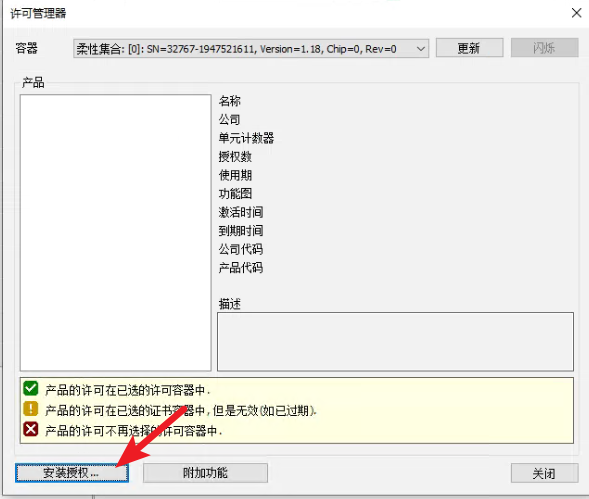 许可管理器
容器
柔性集合: [0]: SN=32767-1947521611, Version=1.18, Chip=0, Rev=0
更新
闪烁
产品
名称
公司
单元计数器
授权数
使用期
功能图
激活时间
到期时间
公司代码
产品代码
描述
产品的许可在已选的许可容器中.
产品的许可在已选的证书容器中,但是无效(如已过期).
产品的许可不再选择的许可容器中.
安装授权...
附加功能
关闭